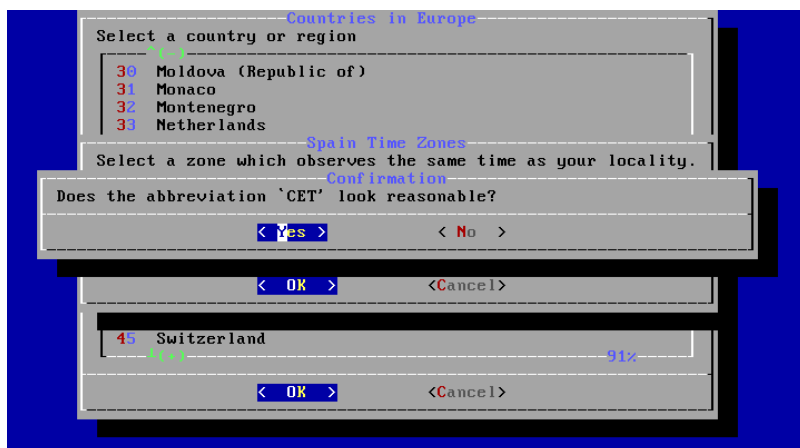 Countries in Europe
Select a country or region
^(-)
30 Moldova (Republic of)
31 Monaco
32 Montenegro
33 Netherlands
Spain Time Zones
Select a zone which observes the same time as your locality.
Confirmation
Does the abbreviation `CET' look reasonable?
< Yes > < No >
< OK > <Cancel>
45 Switzerland
(+) 91%
< OK > <Cancel>